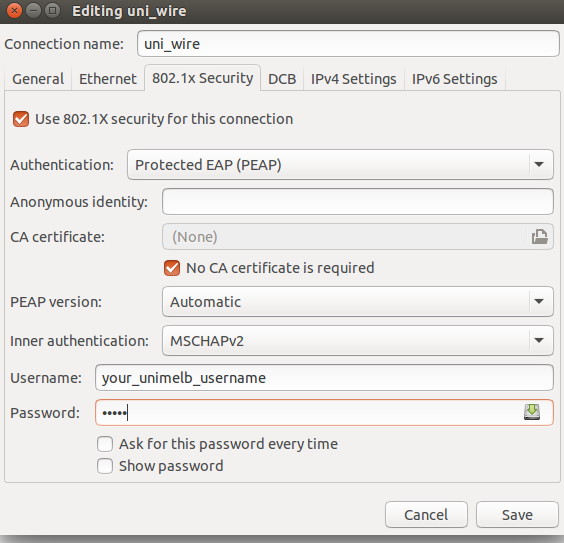 Editing uni_wire
Connection name: uni_wire
General Ethernet 802.1x Security DCB IPv4 Settings IPv6 Settings
Use 802.1X security for this connection
Authentication: Protected EAP (PEAP)
Anonymous identity:
CA certificate: (None)
No CA certificate is required
PEAP version: Automatic
Inner authentication: MSCHAPv2
Username: your_unimelb_username
Password: •••••
Ask for this password every time
Show password
Cancel Save